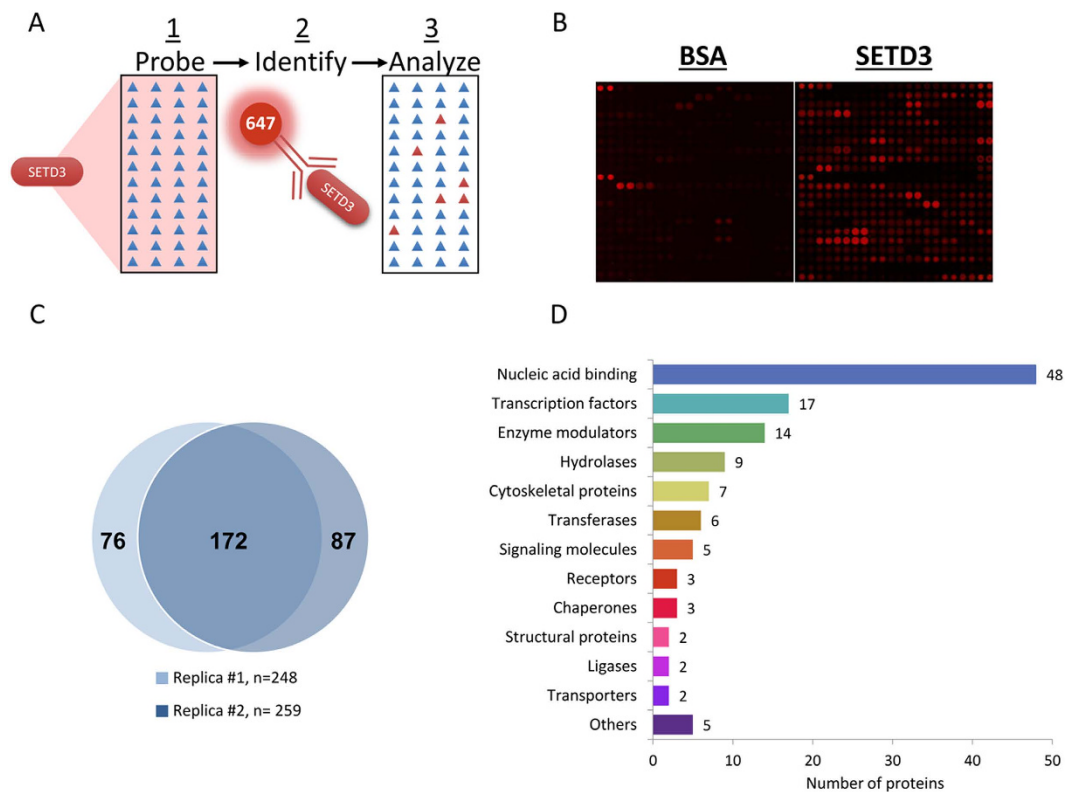 A
1 2 3
Probe Identify Analyze
SETD3
647
SETD3
B
BSA SETD3
C
76 172 87
Replica #1, n=248
Replica #2, n= 259
D
Nucleic acid binding 48
Transcription factors 17
Enzyme modulators 14
Hydrolases 9
Cytoskeletal proteins 7
Transferases 6
Signaling molecules 5
Receptors 3
Chaperones 3
Structural proteins 2
Ligases 2
Transporters 2
Others 5
0 10 20 30 40 50
Number of proteins